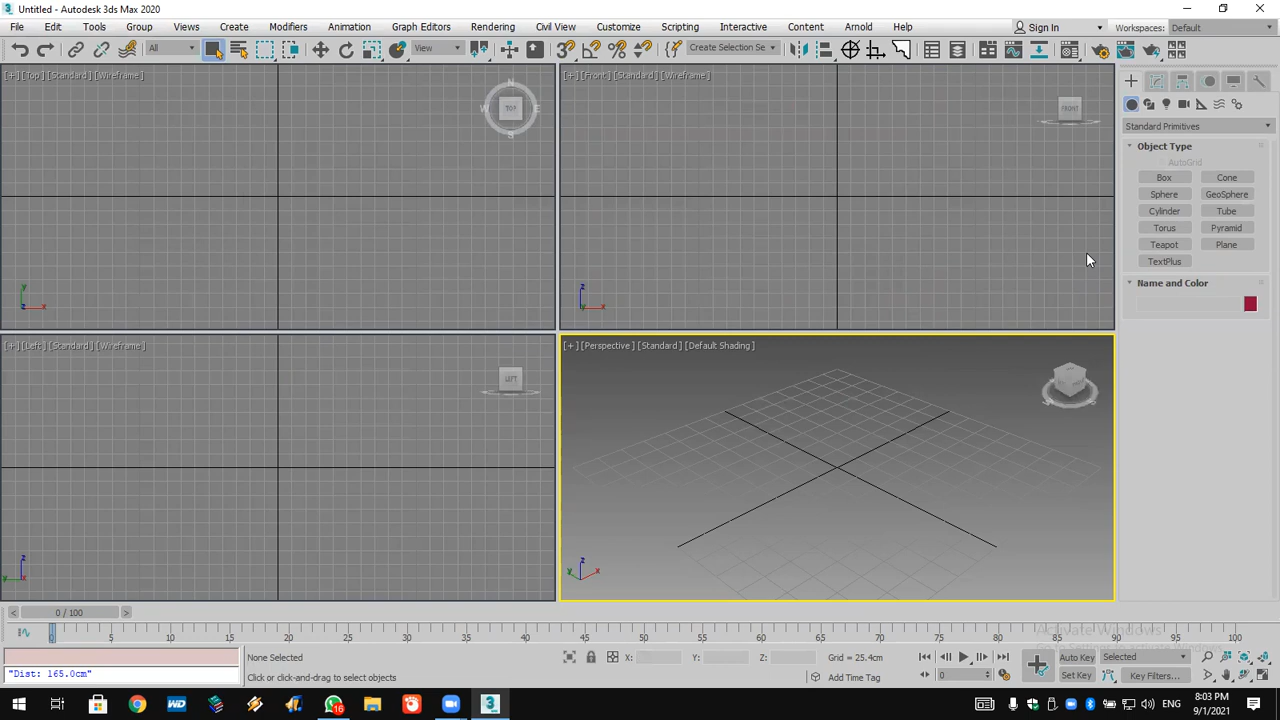 Untitled - Autodesk 3ds Max 2020
File Edit Tools Group Views Create Modifiers Animation Graph Editors Rendering Civil View Customize Scripting Interactive Content Arnold Help
Sign In
Workspaces: Default
All
View
Create Selection Se
[+] [Top] [Standard] [Wireframe]
[+] [Front] [Standard] [Wireframe]
N
W TOP E
S
FRONT
Standard Primitives
Object Type
AutoGrid
Box Cone
Sphere GeoSphere
Cylinder Tube
Torus Pyramid
Teapot Plane
TextPlus
Name and Color
y
z x
z
y x
[+] [Left] [Standard] [Wireframe]
[+] [Perspective] [Standard] [Default Shading]
LEFT
z
y x
z
y x
< 0 / 100 >
0 5 10 15 20 25 30 35 40 45 50 55 60 65 70 75 80 85 90 95 100
Activate Windows
None Selected
X: Y: Z:
Grid = 25.4cm
Auto Key
Selected
"Dist: 165.0cm"
Click or click-and-drag to select objects
Add Time Tag
0
Set Key
Key Filters...
16
ENG
8:03 PM
9/1/2021